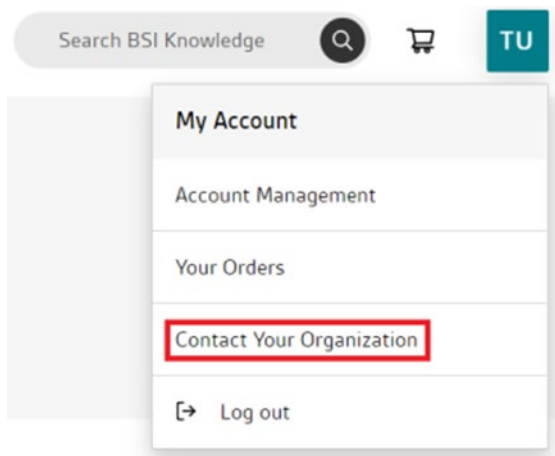 Search BSI Knowledge
TU
My Account
Account Management
Your Orders
Contact Your Organization
Log out